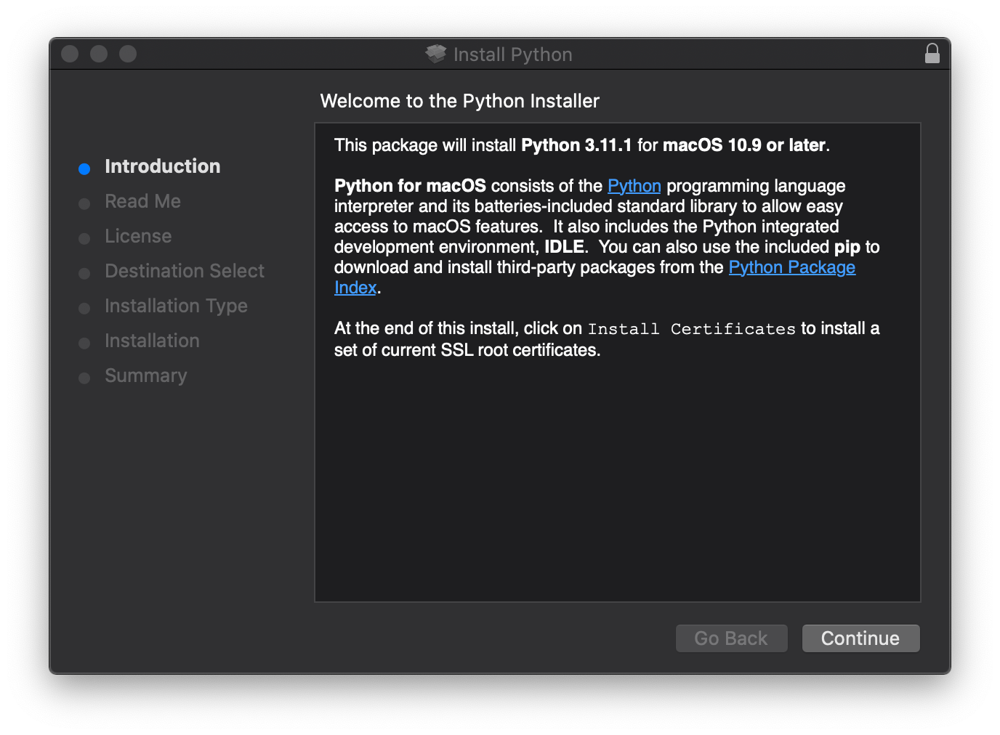 Install Python
Welcome to the Python Installer
Introduction
Read Me
License
Destination Select
Installation Type
Installation
Summary
This package will install Python 3.11.1 for macOS 10.9 or later.
Python for macOS consists of the Python programming language
interpreter and its batteries-included standard library to allow easy
access to macOS features.  It also includes the Python integrated
development environment, IDLE.  You can also use the included pip to
download and install third-party packages from the Python Package
Index.
At the end of this install, click on Install Certificates to install a
set of current SSL root certificates.
Go Back
Continue